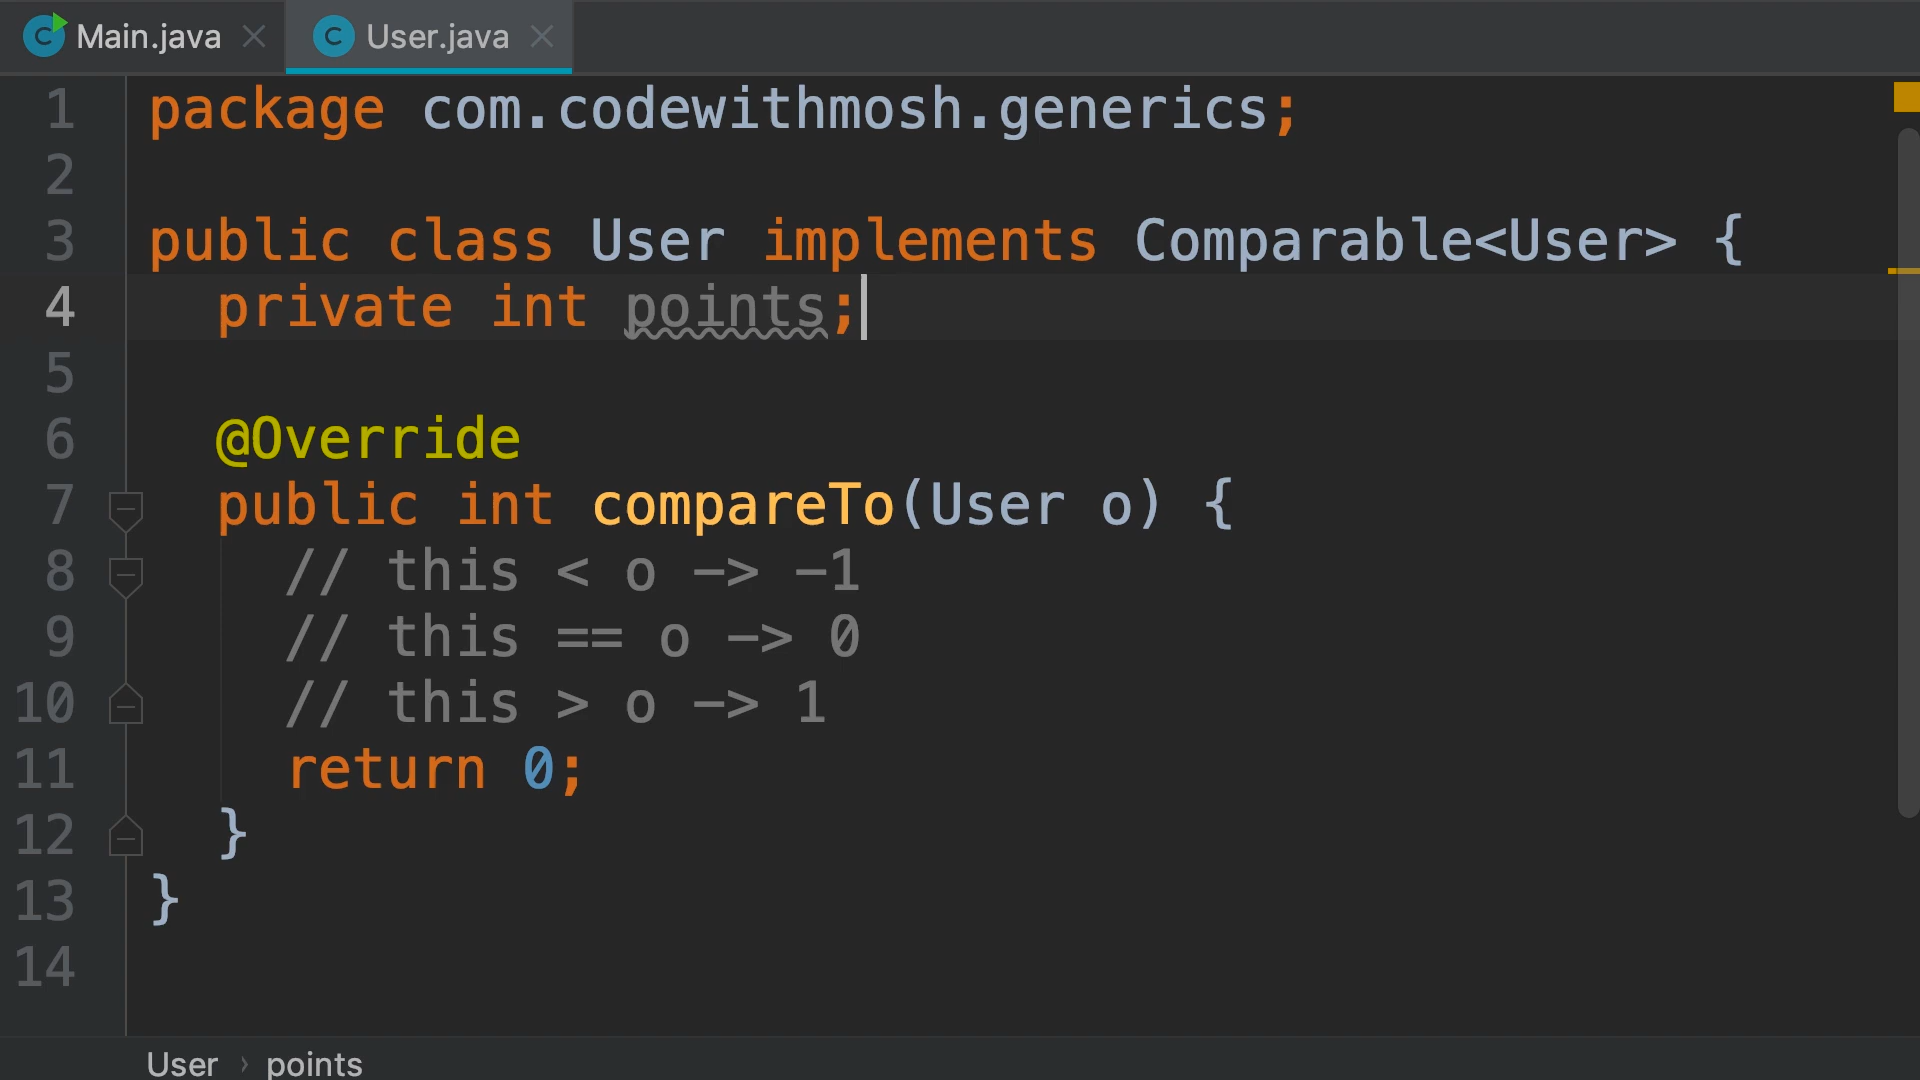 Main.java
User.java
1 package com.codewithmosh.generics;
2
3 public class User implements Comparable<User> {
4 private int points;
5
6 @Override
7 public int compareTo(User o) {
8 // this < o -> -1
9 // this == o -> 0
10 // this > o -> 1
11 return 0;
12 }
13 }
14
User › points